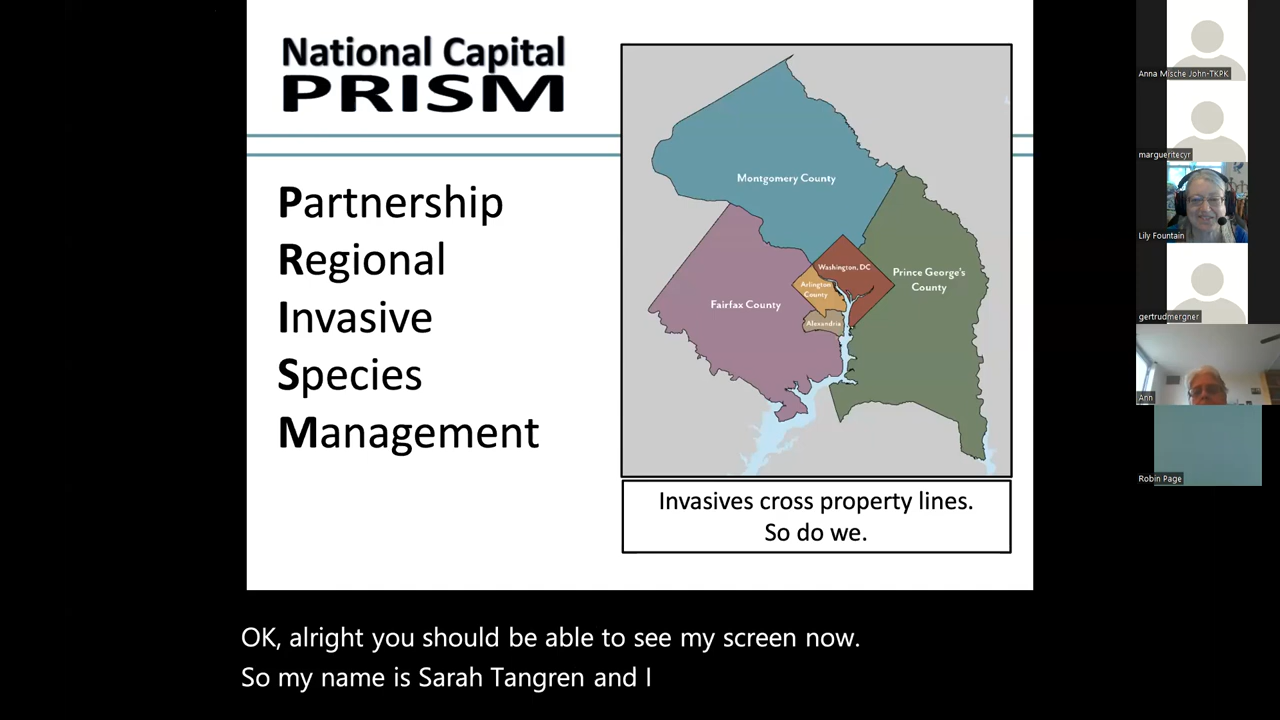 National Capital
PRISM
Partnership
Regional
Invasive
Species
Management
Montgomery County
Washington, DC
Arlington
County
Prince George's
County
Fairfax County
Alexandria
Invasives cross property lines.
So do we.
OK, alright you should be able to see my screen now.
So my name is Sarah Tangren and I
Anna Mische John-TKPK
margueritecyr
Lily Fountain
gertrudmergner
Ann
Robin Page